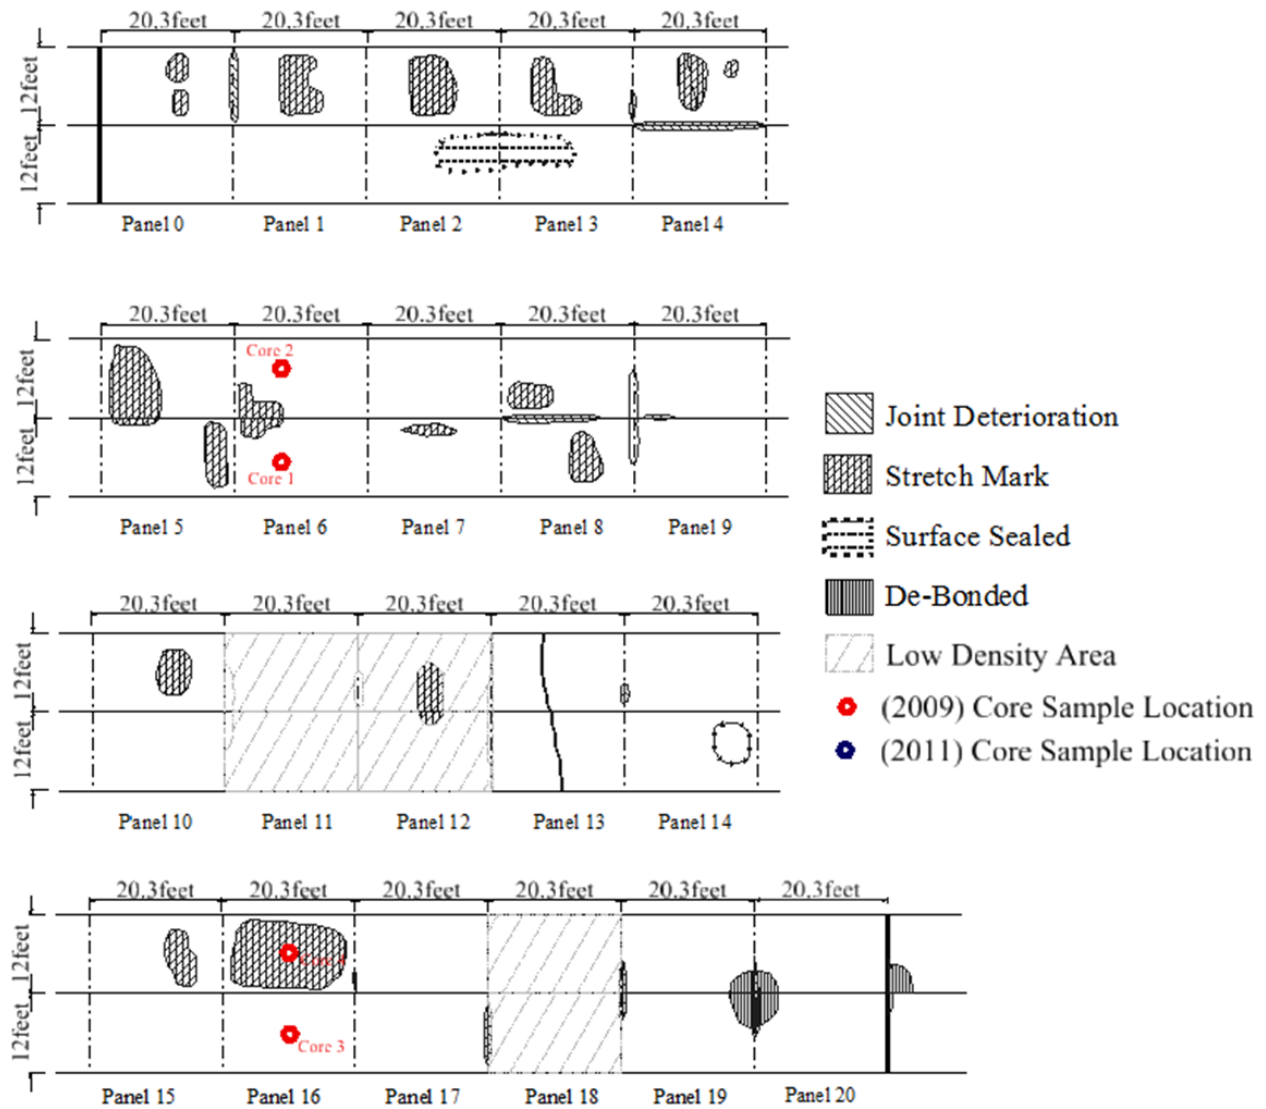 20.3feet 20.3feet 20.3feet 20.3feet 20.3feet
12feet
12feet
Panel 0 Panel 1 Panel 2 Panel 3 Panel 4
20.3feet 20.3feet 20.3feet 20.3feet 20.3feet
12feet
12feet
Core 2
Core 1
Panel 5 Panel 6 Panel 7 Panel 8 Panel 9
Joint Deterioration
Stretch Mark
Surface Sealed
De-Bonded
Low Density Area
(2009) Core Sample Location
(2011) Core Sample Location
20.3feet 20.3feet 20.3feet 20.3feet 20.3feet
12feet
12feet
Panel 10 Panel 11 Panel 12 Panel 13 Panel 14
20.3feet 20.3feet 20.3feet 20.3feet 20.3feet 20.3feet
12feet
12feet
Core 4
Core 3
Panel 15 Panel 16 Panel 17 Panel 18 Panel 19 Panel 20